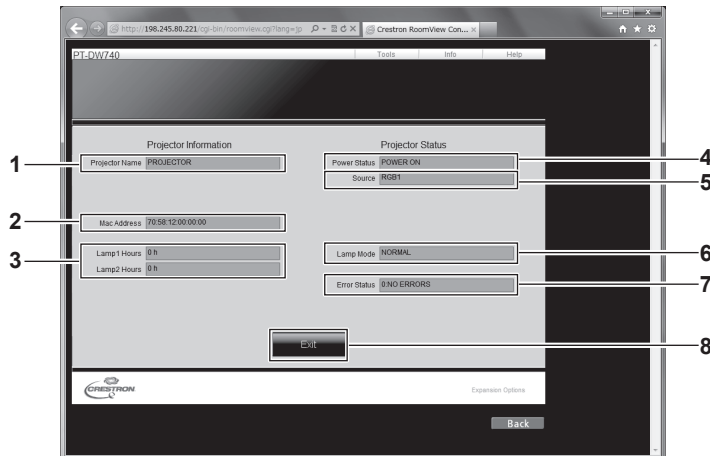 http://198.245.80.221/cgi-bin/roomview.cgi?lang=jp
Crestron RoomView Con...
PT-DW740
Tools Info Help
Projector Information Projector Status
1 Projector Name PROJECTOR Power Status POWER ON 4
Source RGB1 5
2 Mac Address 70:58:12:00:00:00
3 Lamp1 Hours 0 h Lamp Mode NORMAL 6
Lamp2 Hours 0 h
Error Status 0:NO ERRORS 7
Exit 8
CRESTRON Expansion Options
Back